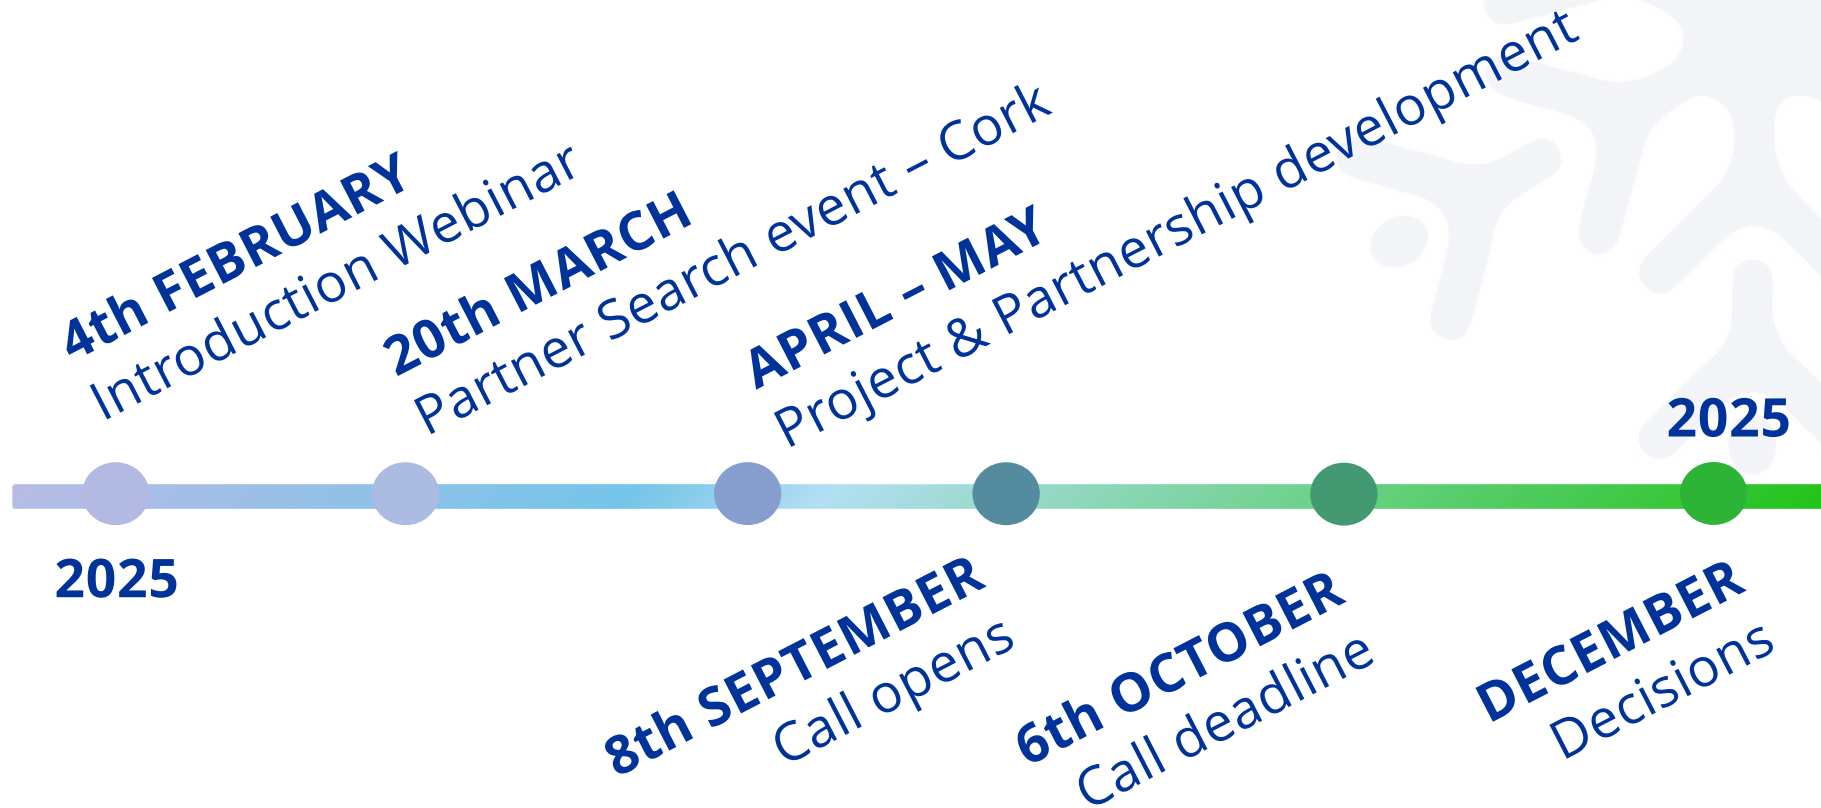 4th FEBRUARY
Introduction Webinar
20th MARCH
Partner Search event – Cork
APRIL – MAY
Project & Partnership development
2025
2025
8th SEPTEMBER
Call opens
6th OCTOBER
Call deadline
DECEMBER
Decisions